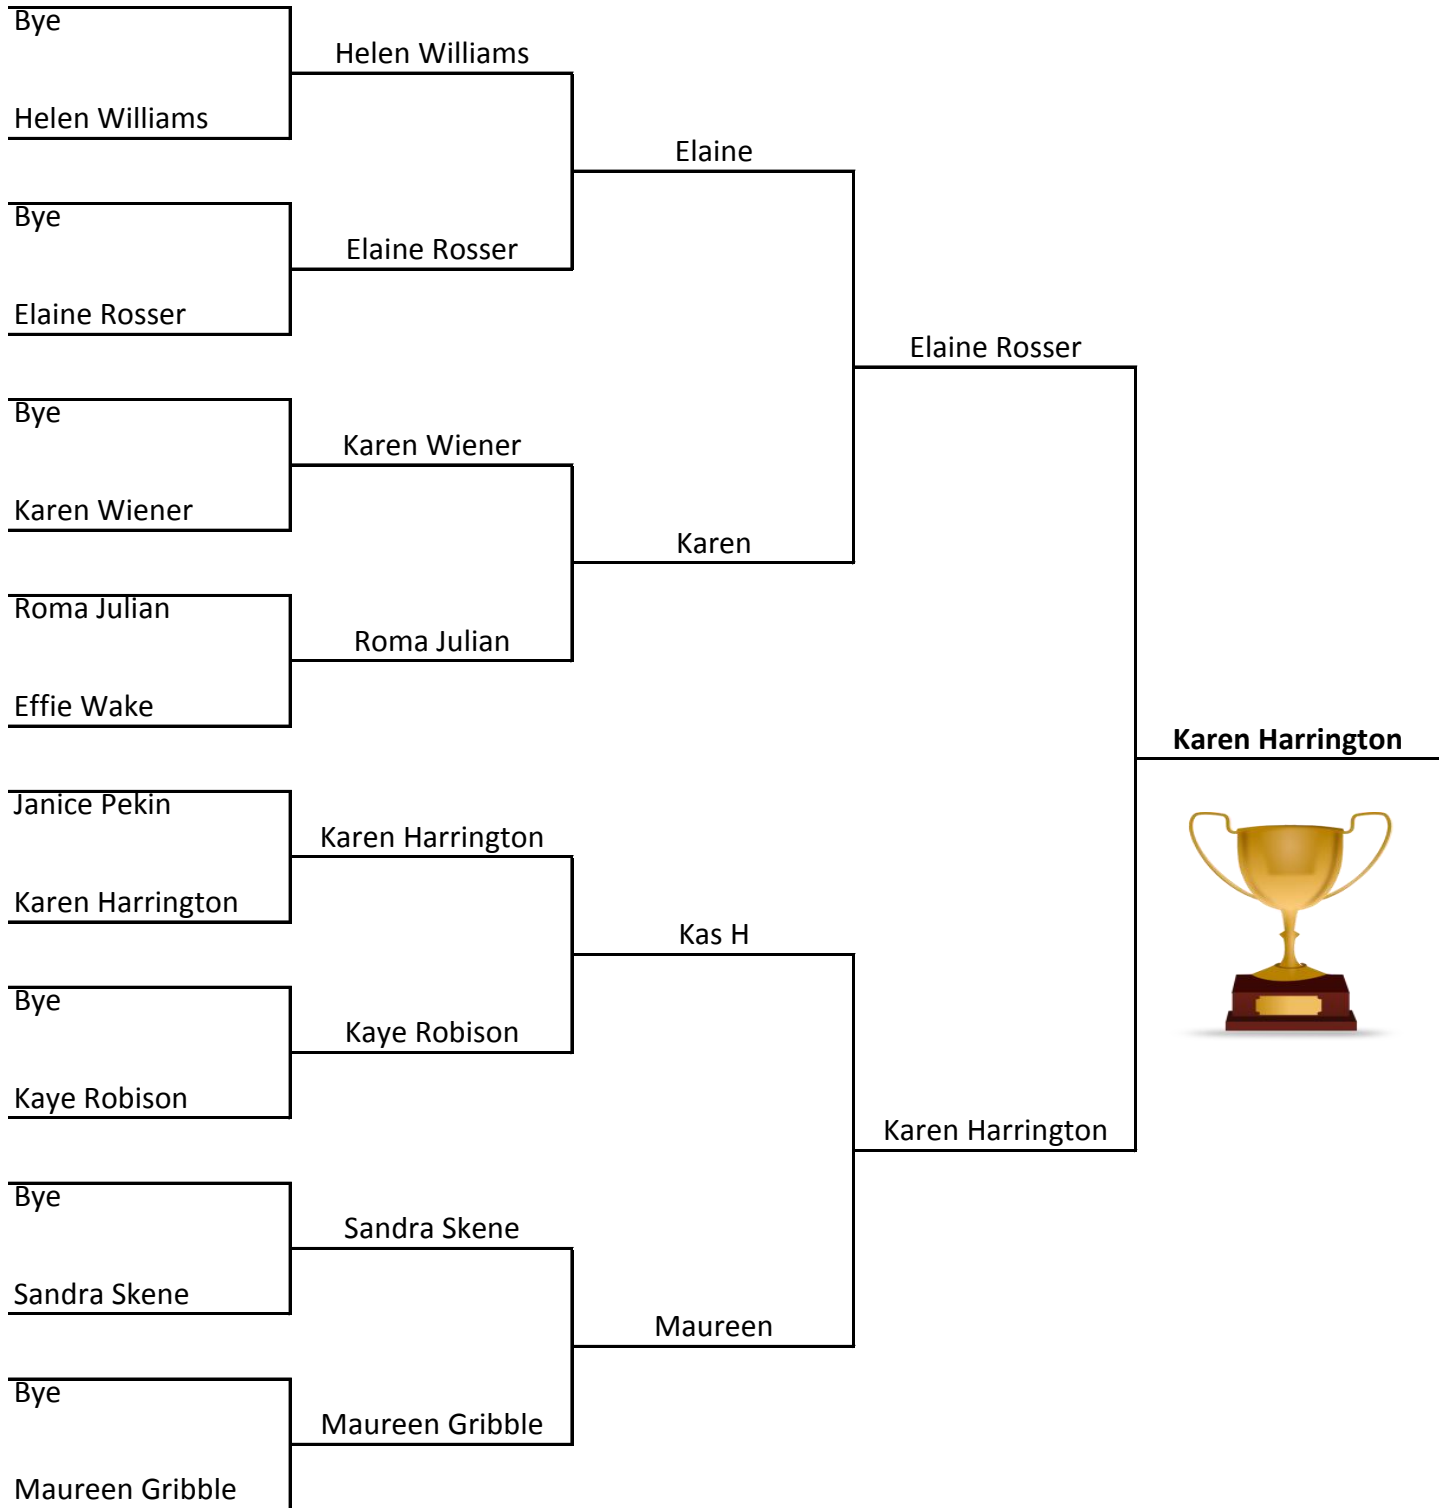 Bye
Helen Williams
Helen Williams
Elaine
Bye
Elaine Rosser
Elaine Rosser
Elaine Rosser
Bye
Karen Wiener
Karen Wiener
Karen
Roma Julian
Roma Julian
Effie Wake
Karen Harrington
Janice Pekin
Karen Harrington
Karen Harrington
Kas H
Bye
Kaye Robison
Kaye Robison
Karen Harrington
Bye
Sandra Skene
Sandra Skene
Maureen
Bye
Maureen Gribble
Maureen Gribble